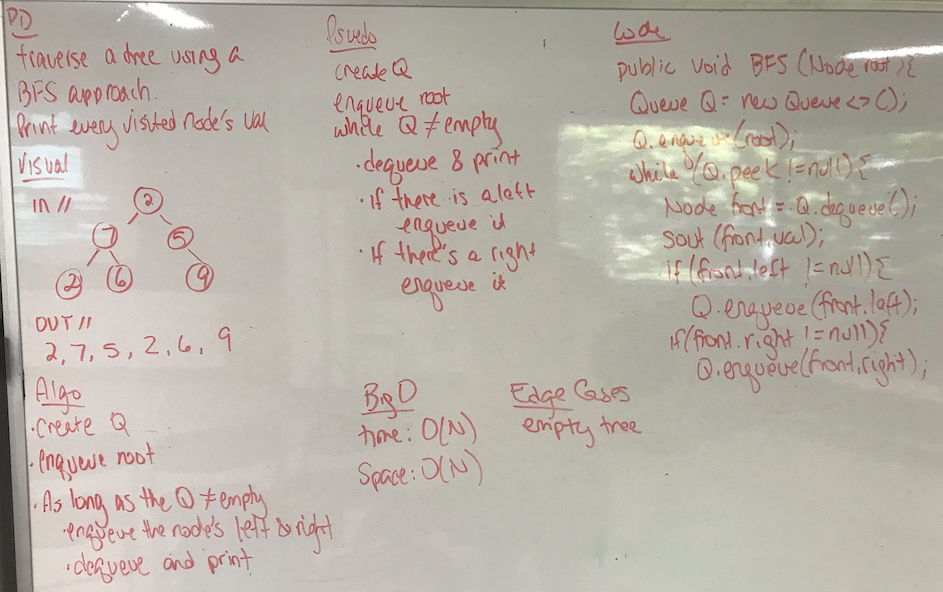 PD
traverse a tree using a
BFS approach.
Print every visited node's val
Visual
IN //
2
7 5
2 6 9
OUT //
2, 7, 5, 2, 6, 9
Algo
• Create Q
• enqueue root
• As long as the Q ≠ empty
• enqueue the node's left & right
• dequeue and print
Psuedo
create Q
enqueue root
while Q ≠ empty
• dequeue & print
• if there is a left
enqueue it
• If there's a right
enqueue it
Big O
time: O(N)
Space: O(N)
Edge Cases
empty tree
Code
public void BFS (Node root) {
Queue Q = new Queue<>();
Q.enqueue(root);
while (Q.peek != null) {
Node front = Q.dequeue();
sout (front.val);
if (front.left != null) {
Q.enqueue(front.left);
if (front.right != null) {
Q.enqueue(front.right);